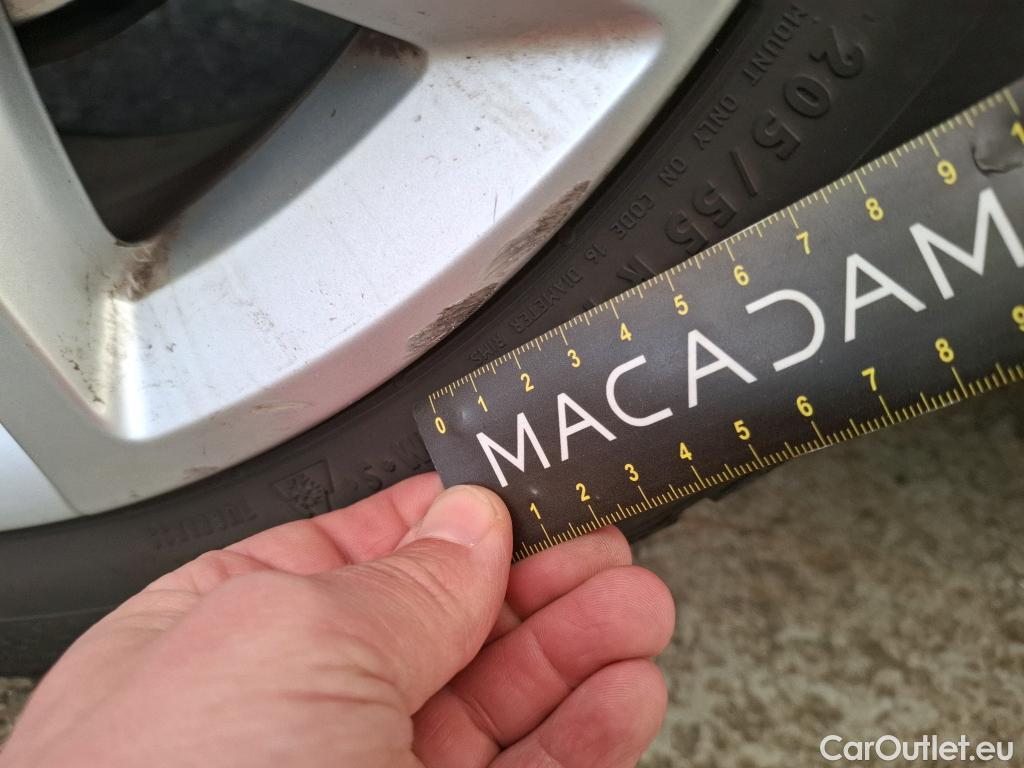 205/55 R
MOUNT ONLY ON CODE 16 DIAMETER RIMS
M+S
0 1 2 3 4 5 6 7 8 9
MACADAM
1 2 3 4 5 6 7 8 9
CarOutlet.eu